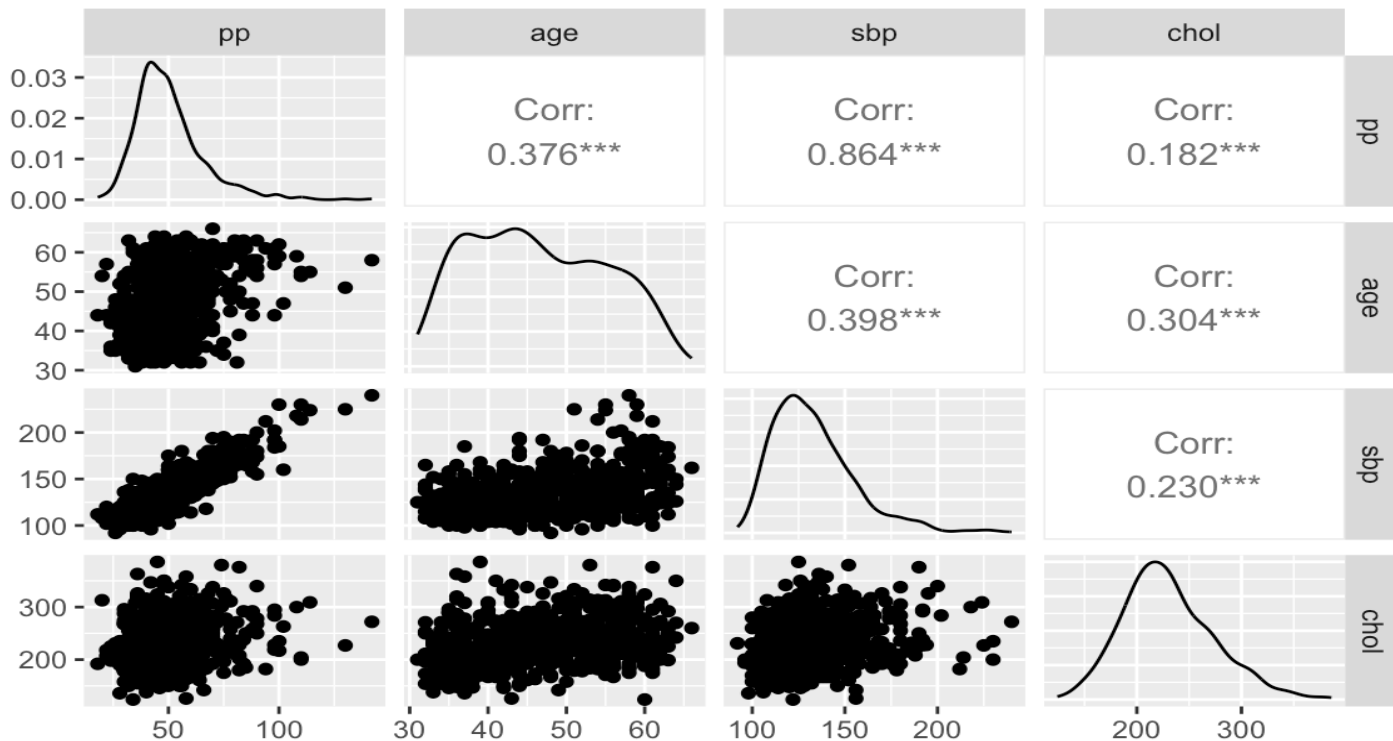 pp age sbp chol
0.03
0.02
0.01
0.00
Corr:
0.376***
Corr:
0.864***
Corr:
0.182***
pp
60
50
40
30
Corr:
0.398***
Corr:
0.304***
age
200
150
100
Corr:
0.230***
sbp
300
200
chol
50 100 30 40 50 60 100 150 200 200 300